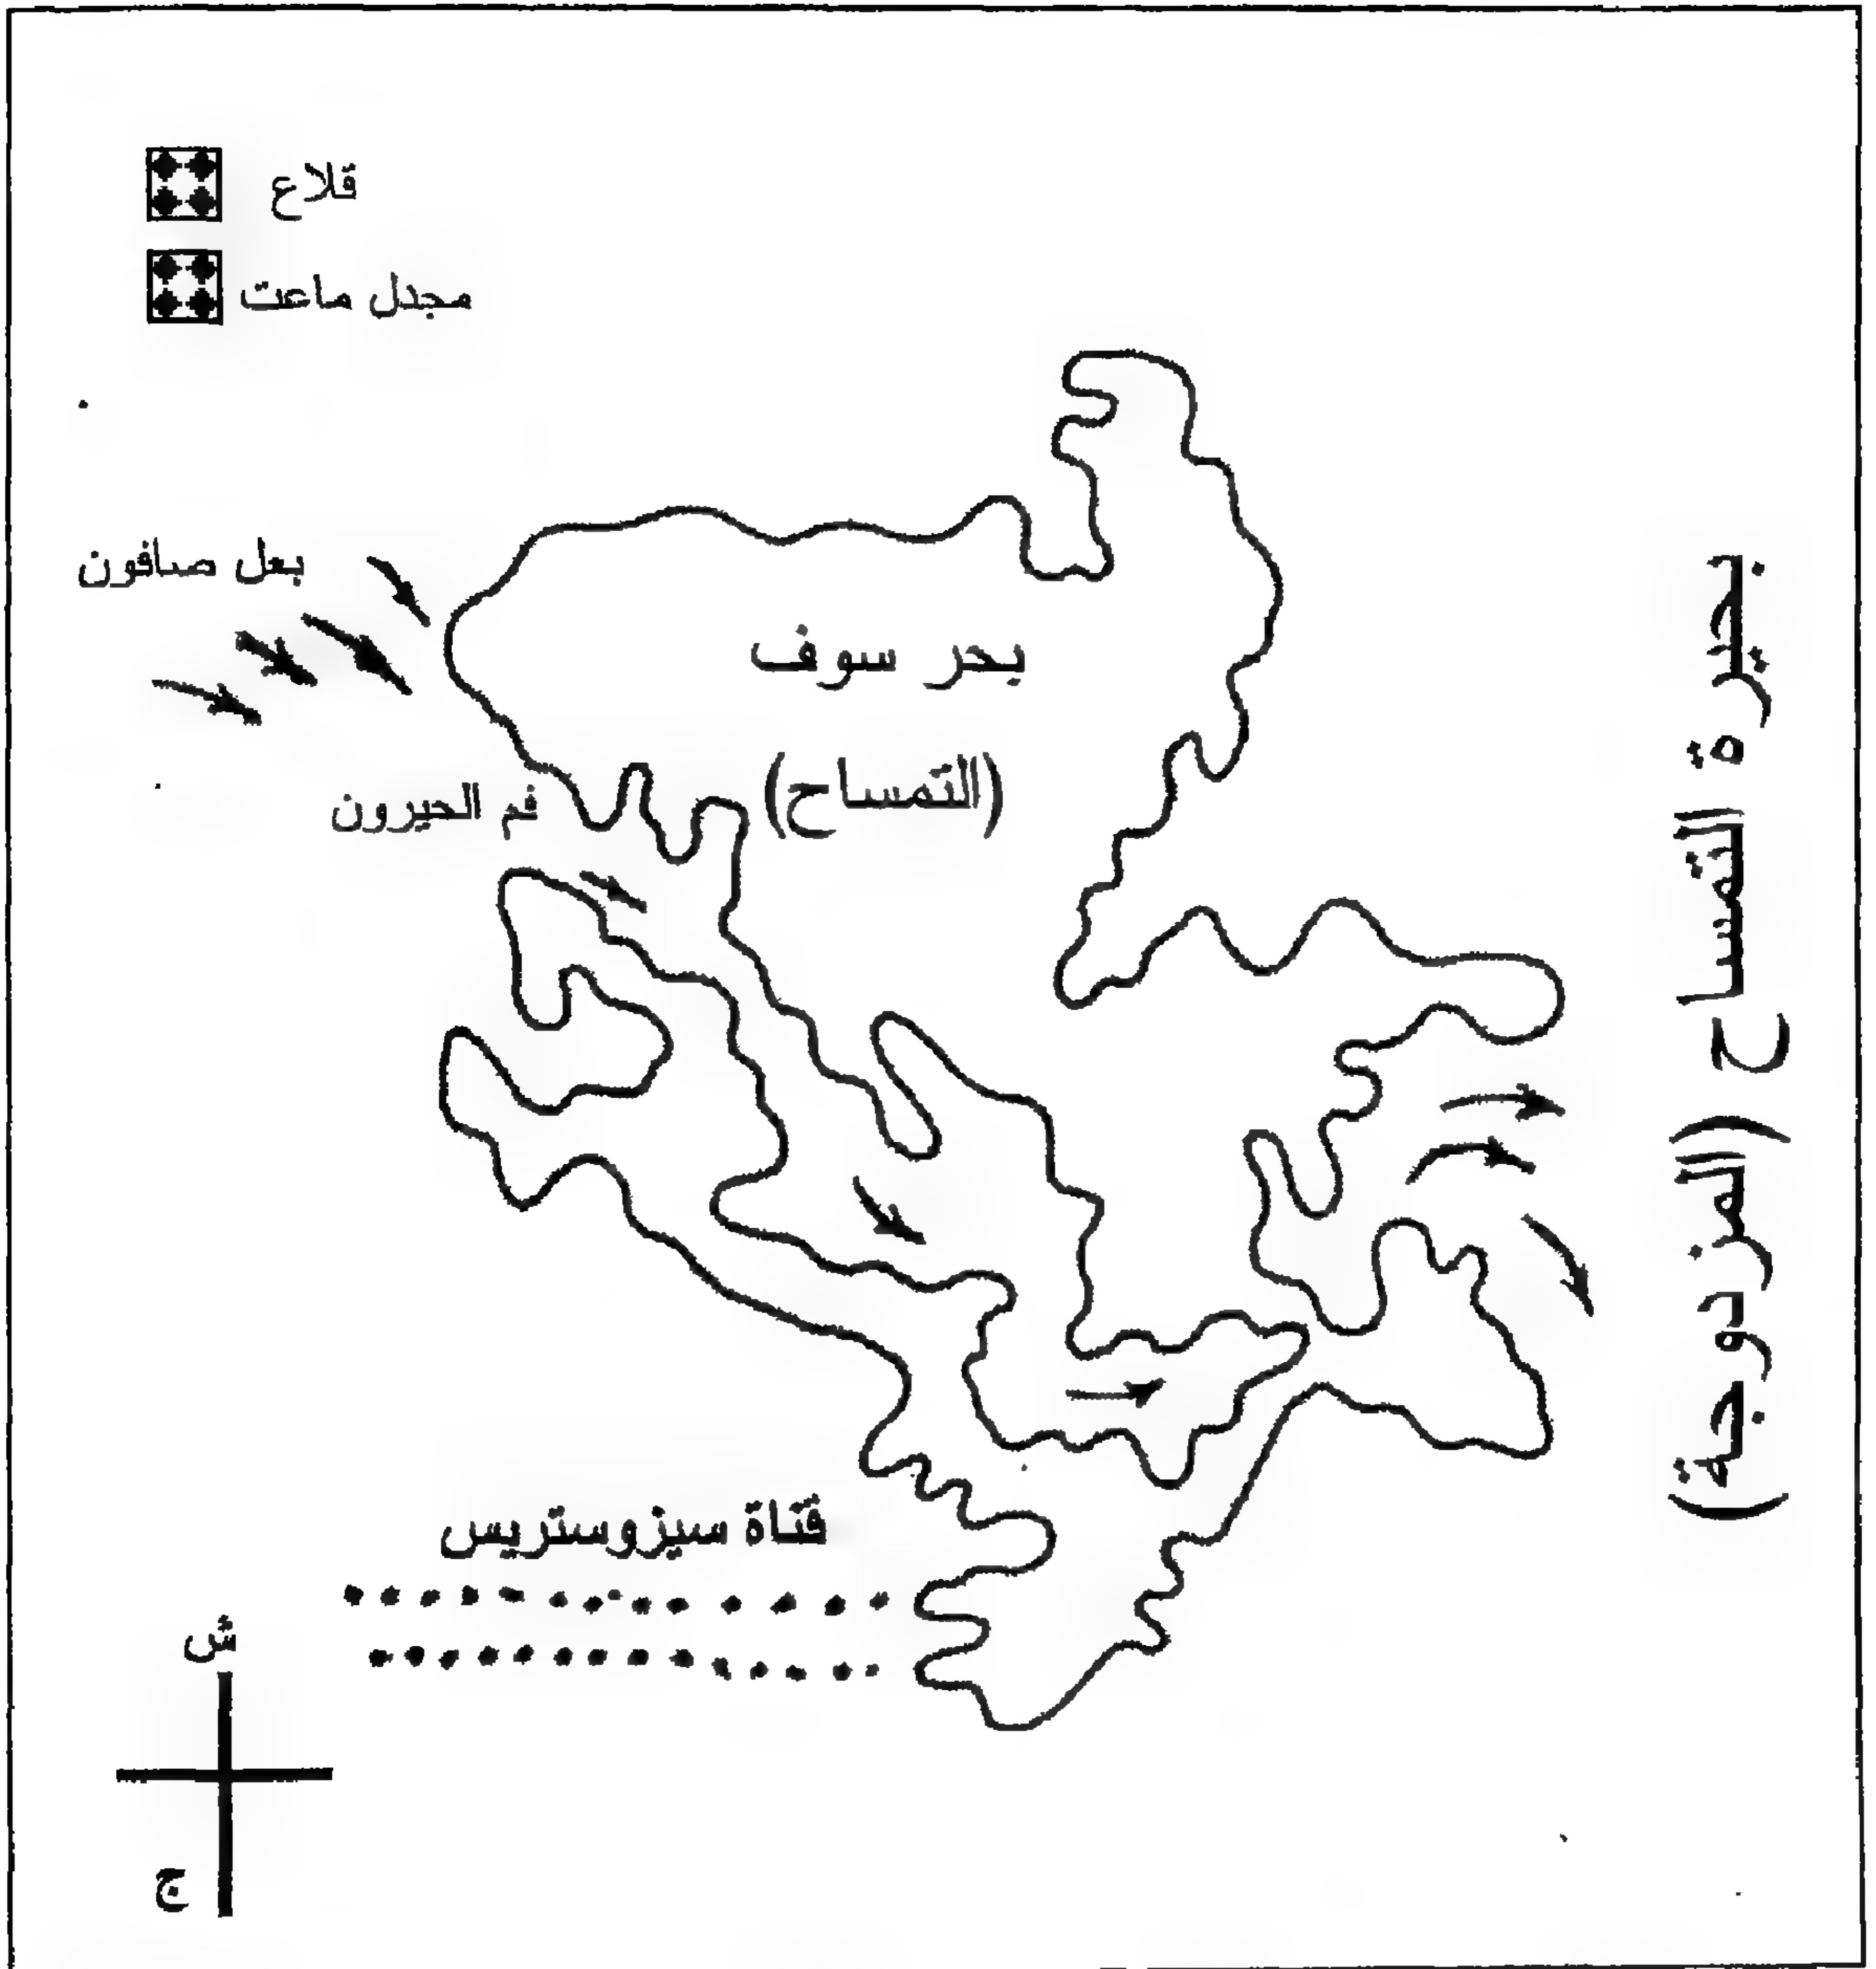 قلاع
مجدل ماعت
بعل صافون
بحر سوف
(التمساح)
فم الحيرون
بحيرة التمساح (المزدوجة)
قناة سيزوستريس
ش
ج